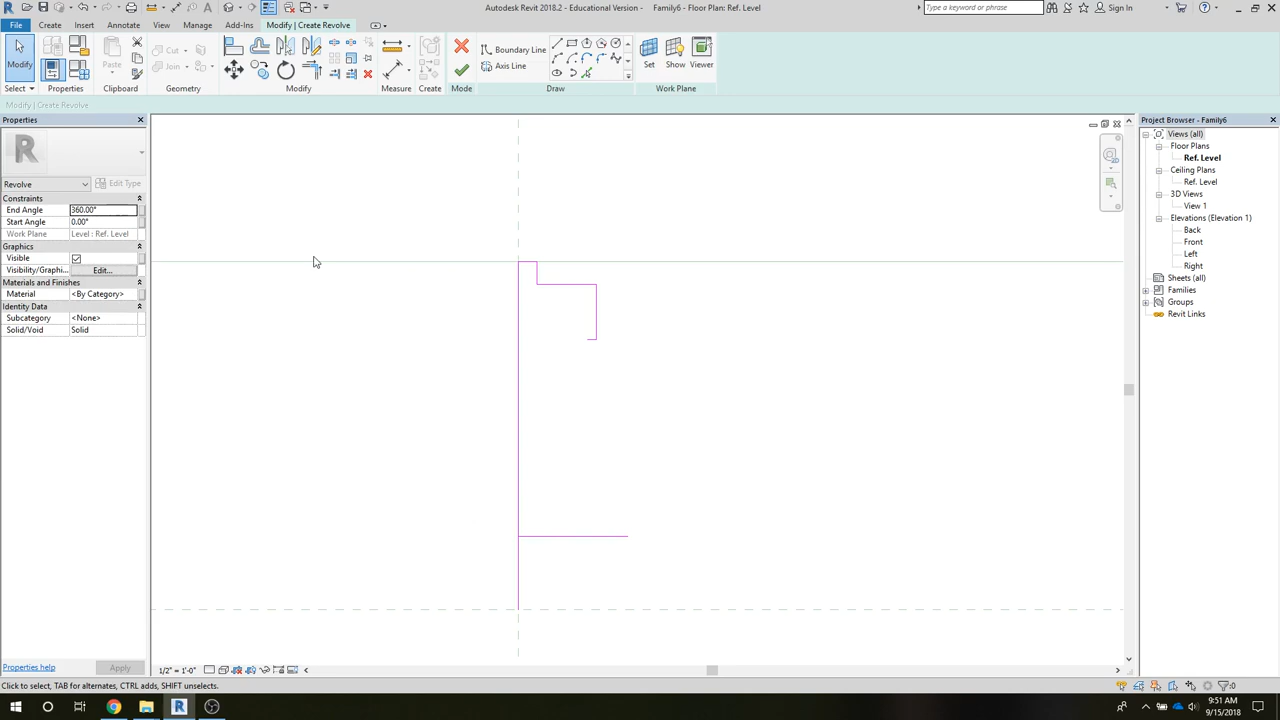 Autodesk Revit 2018.2 - Educational Version -    Family6 - Floor Plan: Ref. Level
Type a keyword or phrase
Sign In
File
Create
Insert
Annotate
View
Manage
Add-Ins
Modify | Create Revolve
Modify
Paste
Cut
Join
Create
Boundary Line
Axis Line
Set
Show
Viewer
Select
Properties
Clipboard
Geometry
Modify
Measure
Create
Mode
Draw
Work Plane
Modify | Create Revolve
Properties
Revolve
Edit Type
Constraints
End Angle 360.00°
Start Angle 0.00°
Work Plane Level : Ref. Level
Graphics
Visible
Visibility/Graphi... Edit...
Materials and Finishes
Material <By Category>
Identity Data
Subcategory <None>
Solid/Void Solid
Properties help
Apply
2D
Project Browser - Family6
Views (all)
Floor Plans
Ref. Level
Ceiling Plans
Ref. Level
3D Views
View 1
Elevations (Elevation 1)
Back
Front
Left
Right
Sheets (all)
Families
Groups
Revit Links
1/2" = 1'-0"
Click to select, TAB for alternates, CTRL adds, SHIFT unselects.
:0
9:51 AM
9/15/2018